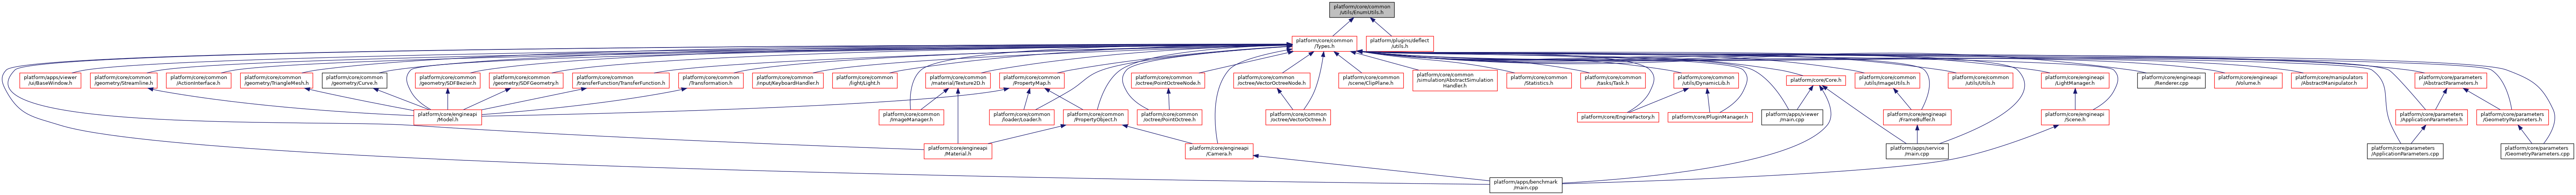 platform/core/common
/utils/EnumUtils.h
platform/core/common
/Types.h
platform/plugins/deflect
/utils.h
platform/apps/viewer
/ui/BaseWindow.h
platform/core/common
/geometry/Streamline.h
platform/core/common
/ActionInterface.h
platform/core/common
/geometry/TriangleMesh.h
platform/core/common
/geometry/Curve.h
platform/core/common
/geometry/SDFBezier.h
platform/core/common
/geometry/SDFGeometry.h
platform/core/common
/transferFunction/TransferFunction.h
platform/core/common
/Transformation.h
platform/core/common
/input/KeyboardHandler.h
platform/core/common
/light/Light.h
platform/core/common
/material/Texture2D.h
platform/core/common
/PropertyMap.h
platform/core/common
/octree/PointOctreeNode.h
platform/core/common
/octree/VectorOctreeNode.h
platform/core/common
/scene/ClipPlane.h
platform/core/common
/simulation/AbstractSimulation
Handler.h
platform/core/common
/Statistics.h
platform/core/common
/tasks/Task.h
platform/core/common
/utils/DynamicLib.h
platform/core/Core.h
platform/core/common
/utils/ImageUtils.h
platform/core/common
/utils/Utils.h
platform/core/engineapi
/LightManager.h
platform/core/engineapi
/Renderer.cpp
platform/core/engineapi
/Volume.h
platform/core/manipulators
/AbstractManipulator.h
platform/core/parameters
/AbstractParameters.h
platform/core/engineapi
/Model.h
platform/core/common
/ImageManager.h
platform/core/common
/loader/Loader.h
platform/core/common
/PropertyObject.h
platform/core/common
/octree/PointOctree.h
platform/core/common
/octree/VectorOctree.h
platform/core/EngineFactory.h
platform/core/PluginManager.h
platform/apps/viewer
/main.cpp
platform/core/engineapi
/FrameBuffer.h
platform/core/engineapi
/Scene.h
platform/core/parameters
/ApplicationParameters.h
platform/core/parameters
/GeometryParameters.h
platform/core/engineapi
/Material.h
platform/core/engineapi
/Camera.h
platform/apps/service
/main.cpp
platform/core/parameters
/ApplicationParameters.cpp
platform/core/parameters
/GeometryParameters.cpp
platform/apps/benchmark
/main.cpp